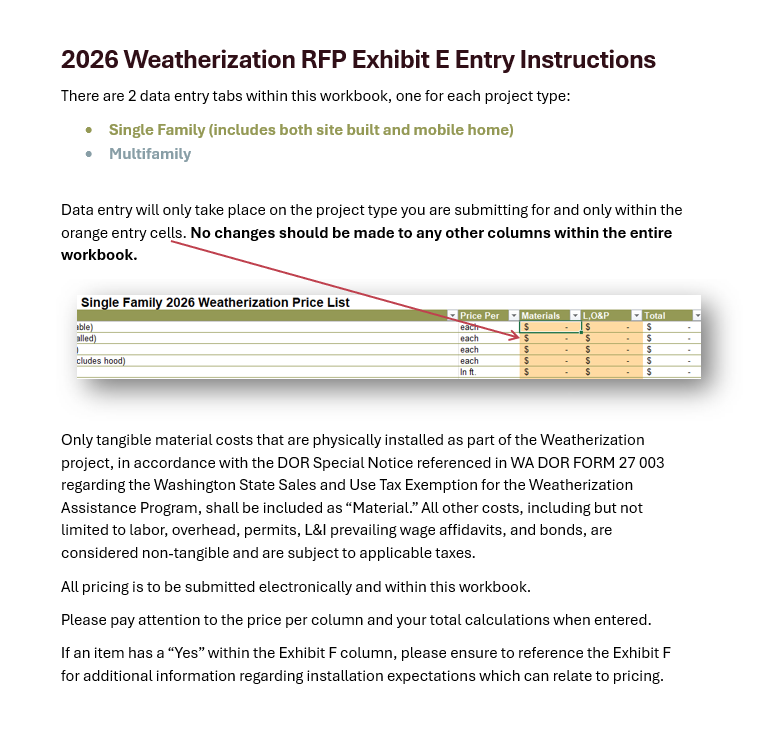 2026 Weatherization RFP Exhibit E Entry Instructions
There are 2 data entry tabs within this workbook, one for each project type:
• Single Family (includes both site built and mobile home)
• Multifamily
Data entry will only take place on the project type you are submitting for and only within the
orange entry cells. No changes should be made to any other columns within the entire
workbook.
Single Family 2026 Weatherization Price List
Price Per Materials L,O&P Total
able) each $ - $ - $ -
alled) each $ - $ - $ -
) each $ - $ - $ -
cludes hood) each $ - $ - $ -
ln ft. $ - $ - $ -
Only tangible material costs that are physically installed as part of the Weatherization
project, in accordance with the DOR Special Notice referenced in WA DOR FORM 27 003
regarding the Washington State Sales and Use Tax Exemption for the Weatherization
Assistance Program, shall be included as “Material.” All other costs, including but not
limited to labor, overhead, permits, L&I prevailing wage affidavits, and bonds, are
considered non-tangible and are subject to applicable taxes.
All pricing is to be submitted electronically and within this workbook.
Please pay attention to the price per column and your total calculations when entered.
If an item has a “Yes” within the Exhibit F column, please ensure to reference the Exhibit F
for additional information regarding installation expectations which can relate to pricing.